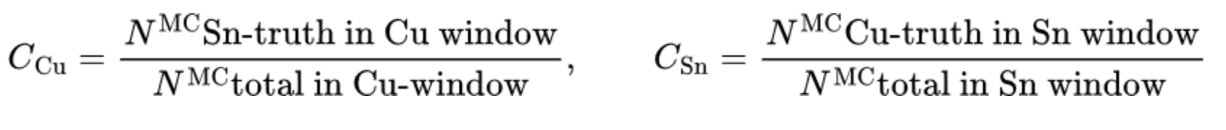 C_Cu = N^MC Sn-truth in Cu window / N^MC total in Cu-window, C_Sn = N^MC Cu-truth in Sn window / N^MC total in Sn window